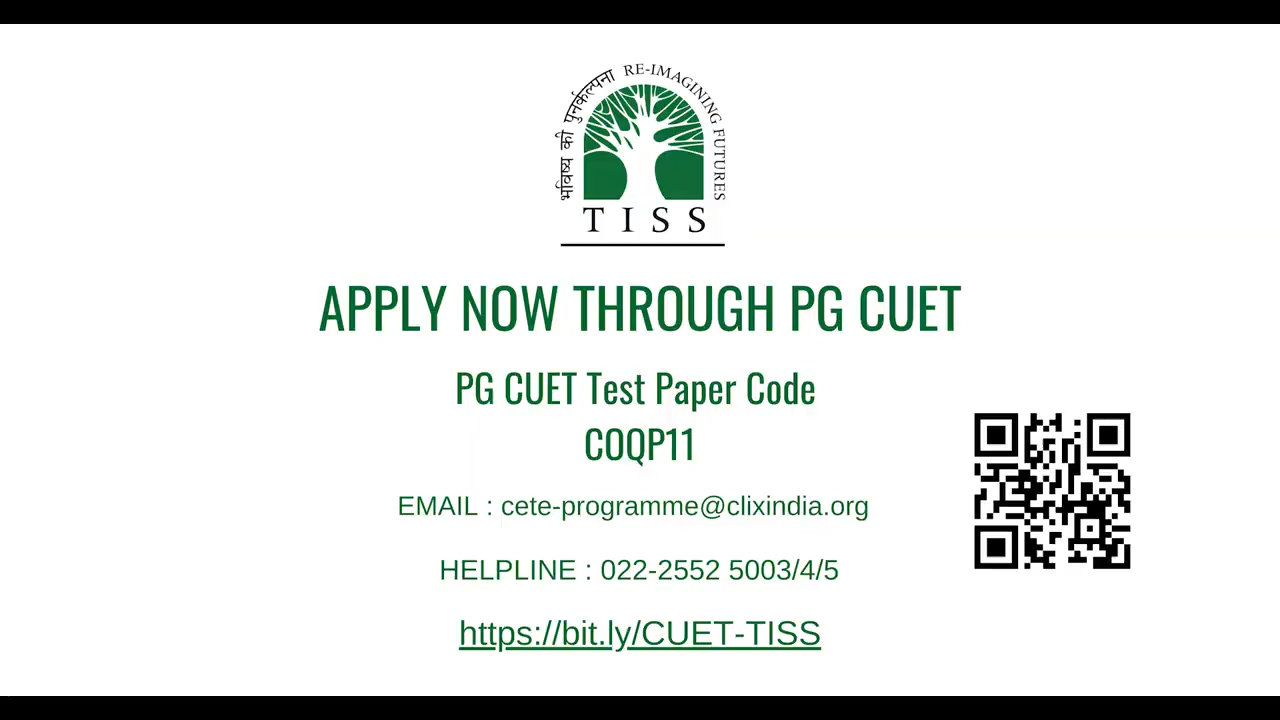 भविष्य की पुनर्कल्पना RE-IMAGINING FUTURES
TISS
APPLY NOW THROUGH PG CUET
PG CUET Test Paper Code
COQP11
EMAIL : cete-programme@clixindia.org
HELPLINE : 022-2552 5003/4/5
https://bit.ly/CUET-TISS